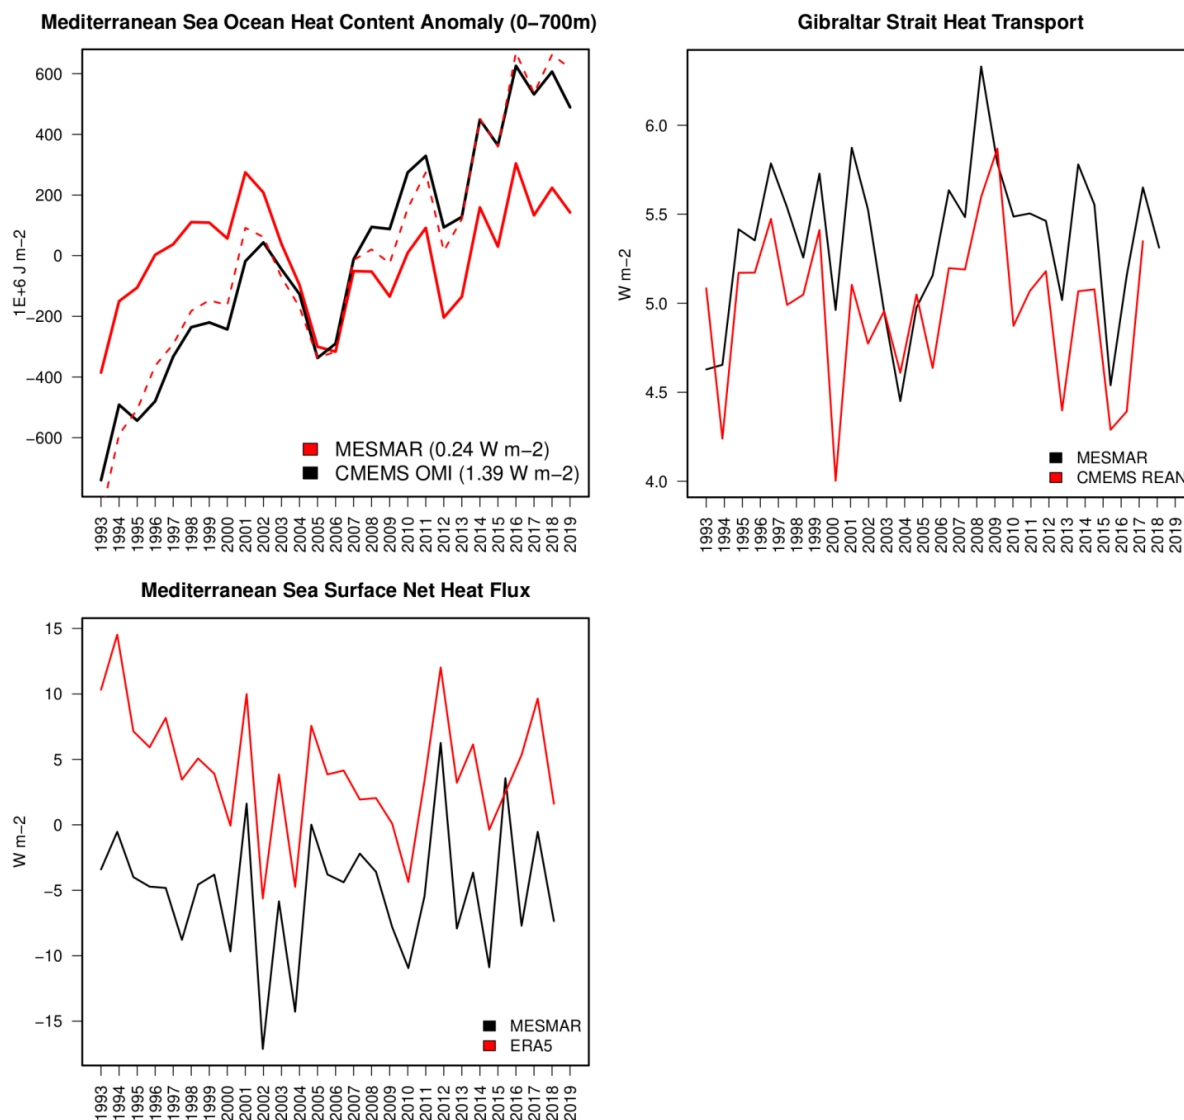 Mediterranean Sea Ocean Heat Content Anomaly (0−700m)
1E+6 J m−2
600
400
200
0
−200
−400
−600
MESMAR (0.24 W m−2)
CMEMS OMI (1.39 W m−2)
1993 1994 1995 1996 1997 1998 1999 2000 2001 2002 2003 2004 2005 2006 2007 2008 2009 2010 2011 2012 2013 2014 2015 2016 2017 2018 2019
Gibraltar Strait Heat Transport
W m−2
6.0
5.5
5.0
4.5
4.0
MESMAR
CMEMS REAN
1993 1994 1995 1996 1997 1998 1999 2000 2001 2002 2003 2004 2005 2006 2007 2008 2009 2010 2011 2012 2013 2014 2015 2016 2017 2018 2019
Mediterranean Sea Surface Net Heat Flux
W m−2
15
10
5
0
−5
−10
−15
MESMAR
ERA5
1993 1994 1995 1996 1997 1998 1999 2000 2001 2002 2003 2004 2005 2006 2007 2008 2009 2010 2011 2012 2013 2014 2015 2016 2017 2018 2019